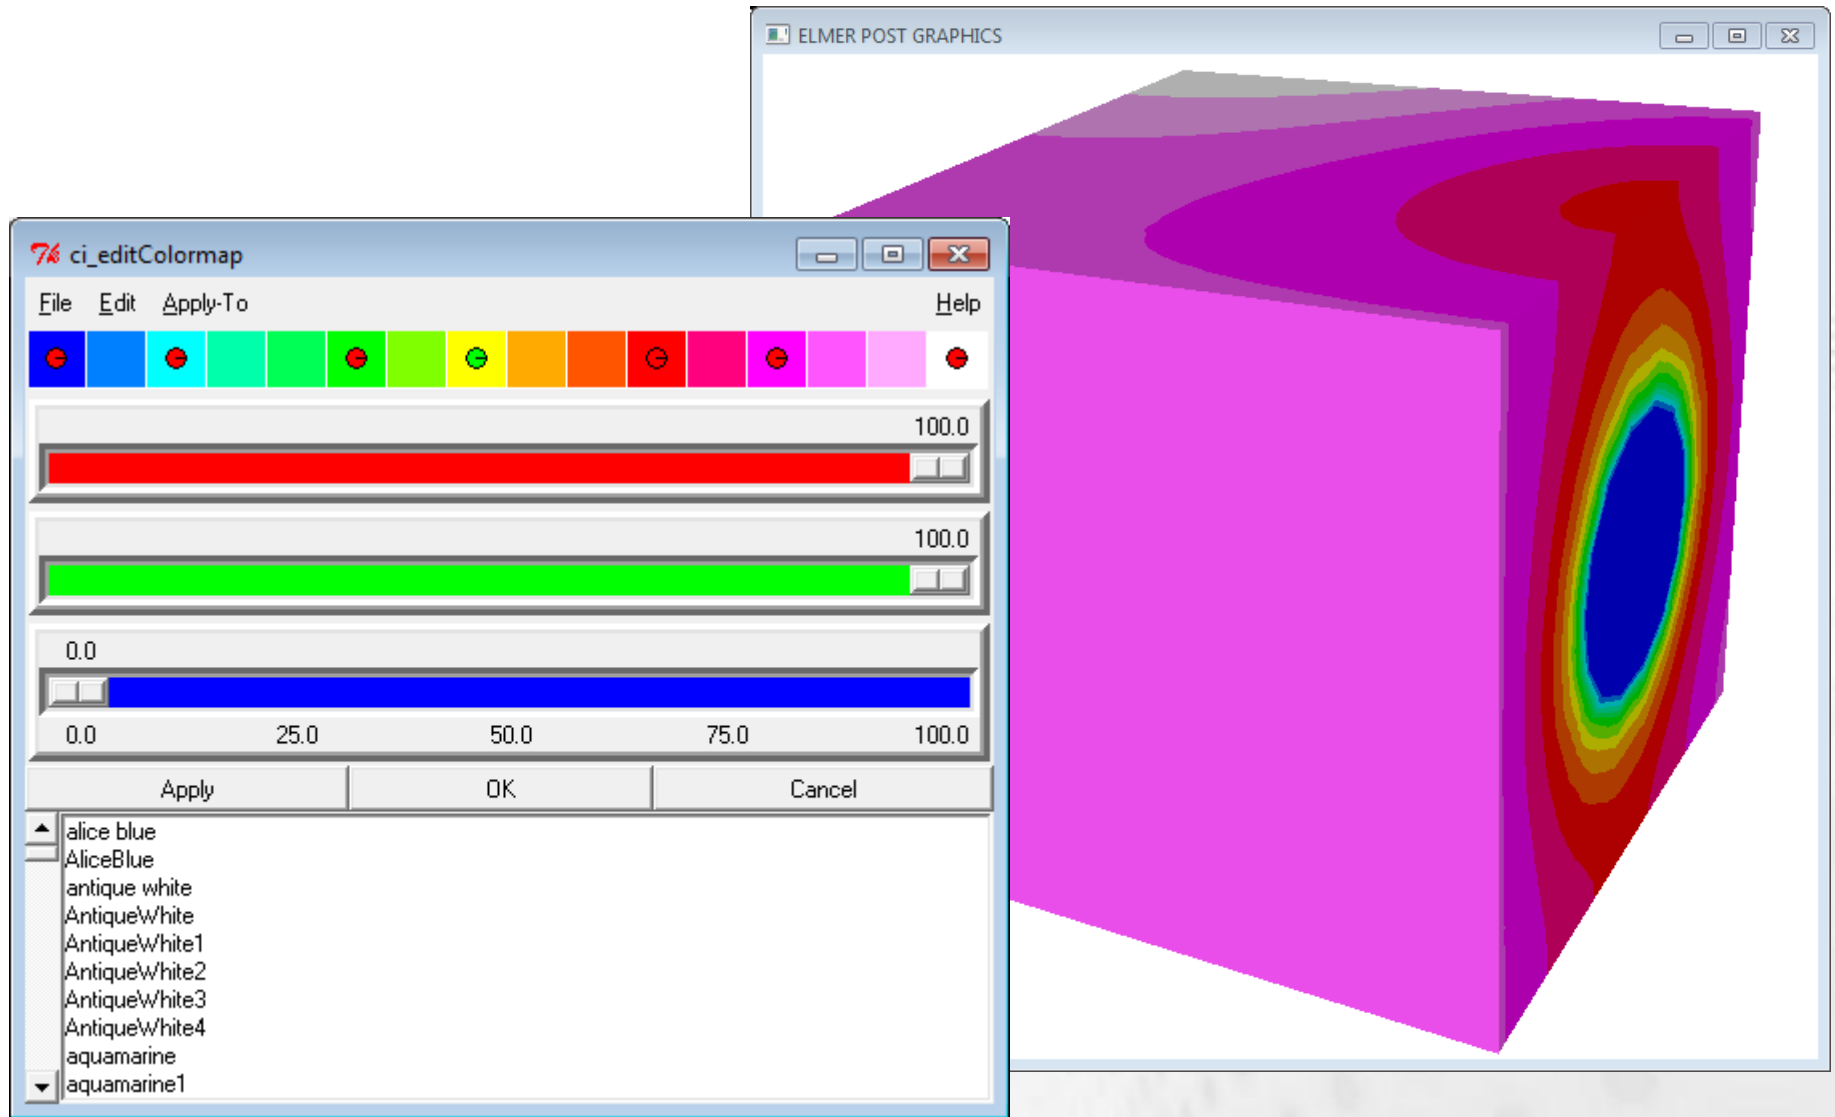 ELMER POST GRAPHICS
ci_editColormap
File Edit Apply-To Help
100.0
100.0
0.0
0.0 25.0 50.0 75.0 100.0
Apply OK Cancel
alice blue
AliceBlue
antique white
AntiqueWhite
AntiqueWhite1
AntiqueWhite2
AntiqueWhite3
AntiqueWhite4
aquamarine
aquamarine1